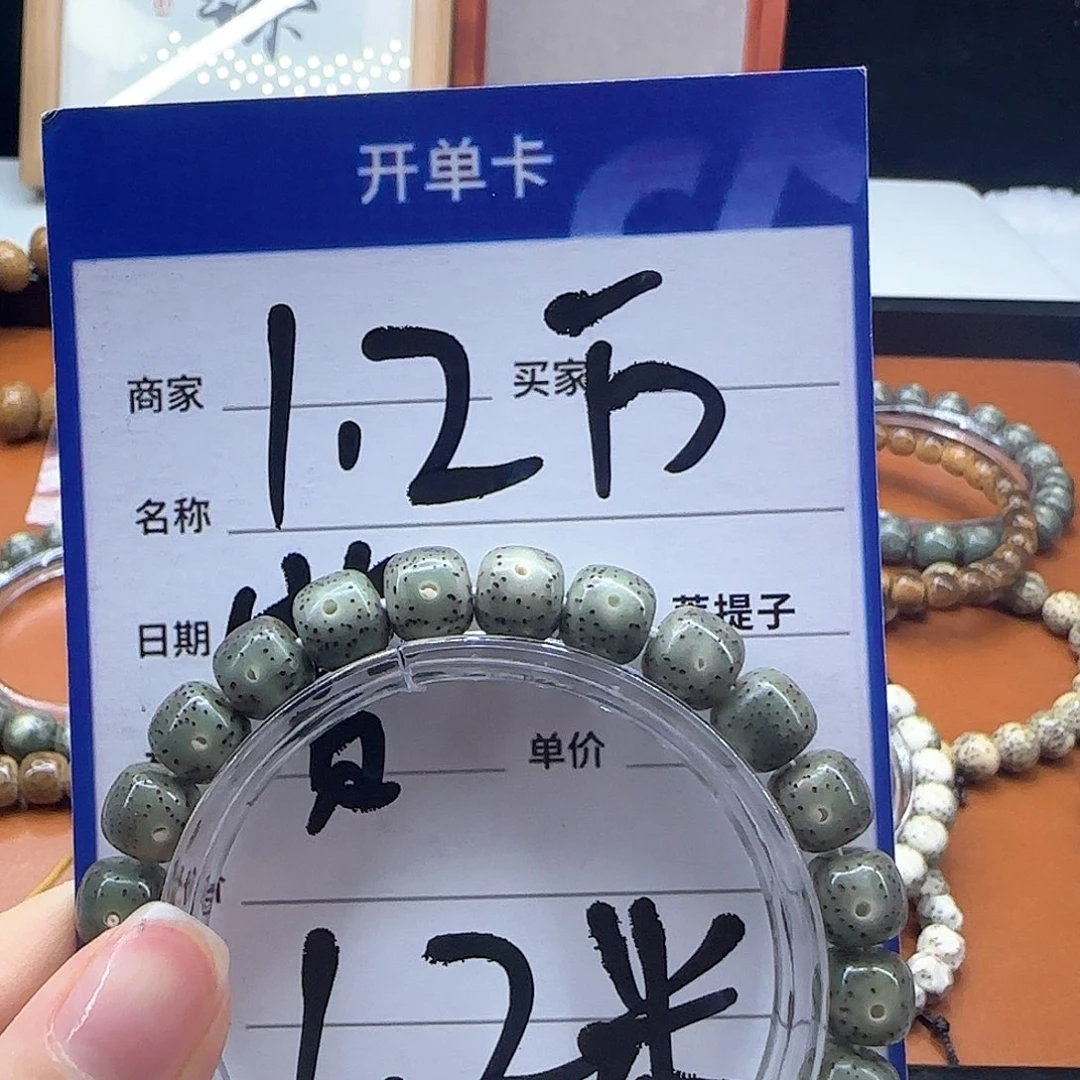 开单卡
1.2币
商家 买家
名称
日期 菩提子
单价
1.2米